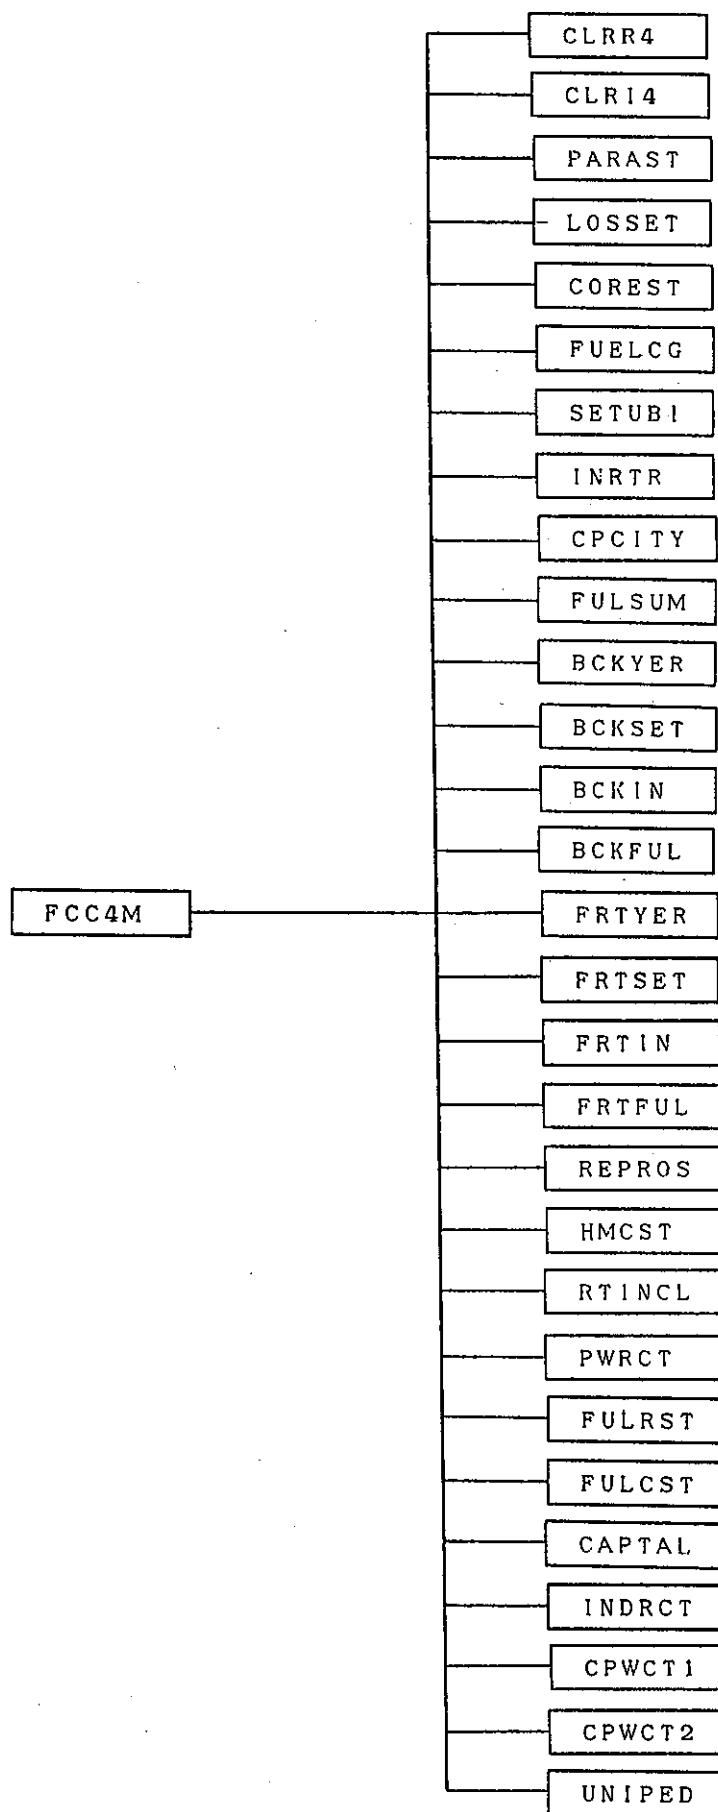 CLRR4
CLRI4
PARAST
LOSSET
COREST
FUELCG
SETUB1
INRTR
CPCITY
FULSUM
BCKYER
BCKSET
BCKIN
BCKFUL
FCC4M
FRTYER
FRTSET
FRTIN
FRTFUL
REPROS
HMCST
RTINCL
PWRCT
FULRST
FULCST
CAPTAL
INDRCT
CPWCT1
CPWCT2
UNIPED